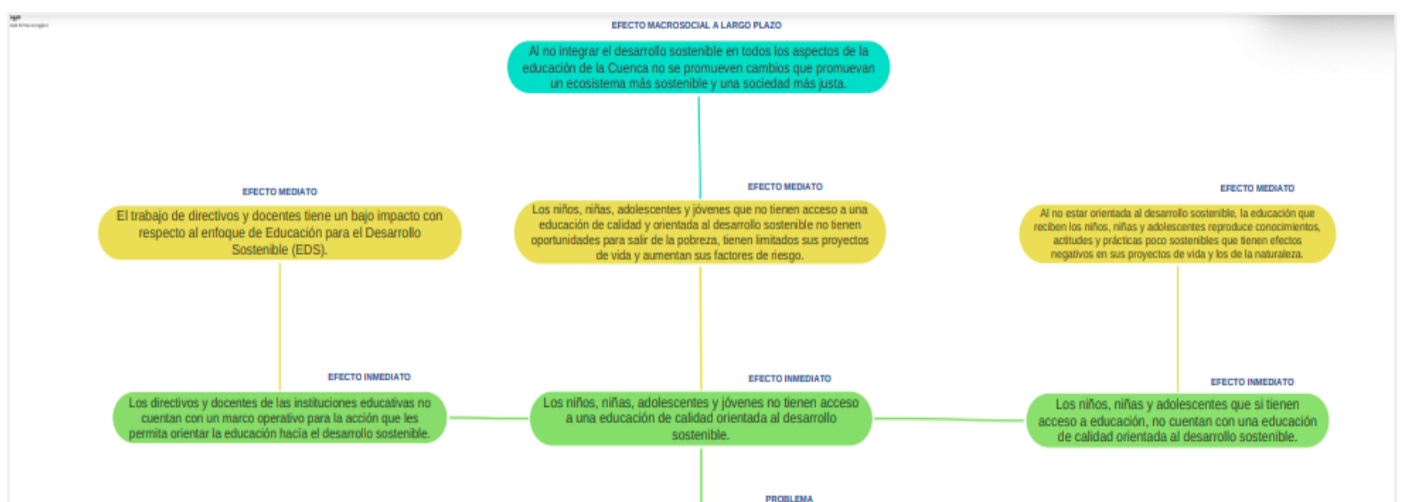 EFECTO MACROSOCIAL A LARGO PLAZO
Al no integrar el desarrollo sostenible en todos los aspectos de la
educación de la Cuenca no se promueven cambios que promuevan
un ecosistema más sostenible y una sociedad más justa.
EFECTO MEDIATO
El trabajo de directivos y docentes tiene un bajo impacto con
respecto al enfoque de Educación para el Desarrollo
Sostenible (EDS).
EFECTO MEDIATO
Los niños, niñas, adolescentes y jóvenes que no tienen acceso a una
educación de calidad y orientada al desarrollo sostenible no tienen
oportunidades para salir de la pobreza, tienen limitados sus proyectos
de vida y aumentan sus factores de riesgo.
EFECTO MEDIATO
Al no estar orientada al desarrollo sostenible, la educación que
reciben los niños, niñas y adolescentes reproduce conocimientos,
actitudes y prácticas poco sostenibles que tienen efectos
negativos en sus proyectos de vida y los de la naturaleza.
EFECTO INMEDIATO
Los directivos y docentes de las instituciones educativas no
cuentan con un marco operativo para la acción que les
permita orientar la educación hacía el desarrollo sostenible.
EFECTO INMEDIATO
Los niños, niñas, adolescentes y jóvenes no tienen acceso
a una educación de calidad orientada al desarrollo
sostenible.
EFECTO INMEDIATO
Los niños, niñas y adolescentes que si tienen
acceso a educación, no cuentan con una educación
de calidad orientada al desarrollo sostenible.
PROBLEMA